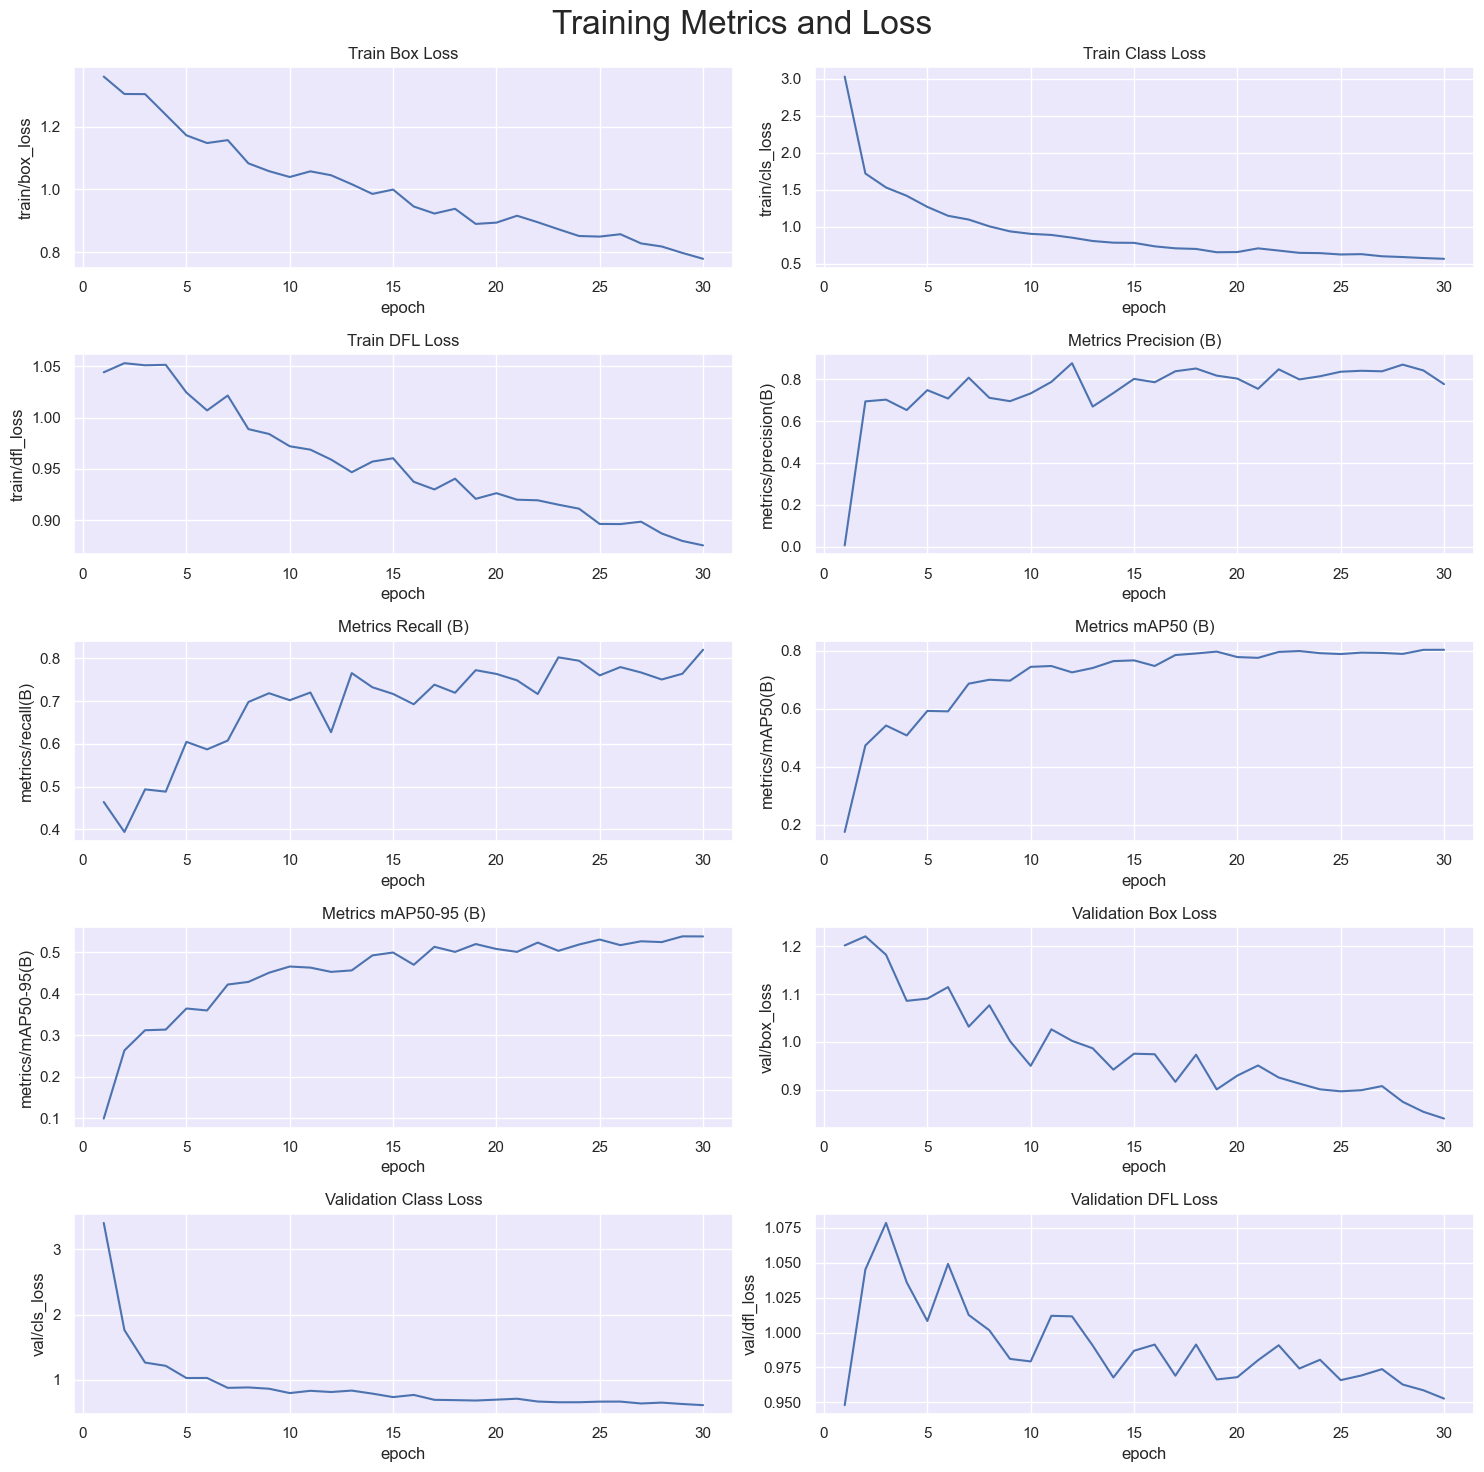 Training Metrics and Loss
Train Box Loss
train/box_loss
1.2
1.0
0.8
0 5 10 15 20 25 30
epoch
Train Class Loss
train/cls_loss
3.0
2.5
2.0
1.5
1.0
0.5
0 5 10 15 20 25 30
epoch
Train DFL Loss
train/dfl_loss
1.05
1.00
0.95
0.90
0 5 10 15 20 25 30
epoch
Metrics Precision (B)
metrics/precision(B)
0.8
0.6
0.4
0.2
0.0
0 5 10 15 20 25 30
epoch
Metrics Recall (B)
metrics/recall(B)
0.8
0.7
0.6
0.5
0.4
0 5 10 15 20 25 30
epoch
Metrics mAP50 (B)
metrics/mAP50(B)
0.8
0.6
0.4
0.2
0 5 10 15 20 25 30
epoch
Metrics mAP50-95 (B)
metrics/mAP50-95(B)
0.5
0.4
0.3
0.2
0.1
0 5 10 15 20 25 30
epoch
Validation Box Loss
val/box_loss
1.2
1.1
1.0
0.9
0 5 10 15 20 25 30
epoch
Validation Class Loss
val/cls_loss
3
2
1
0 5 10 15 20 25 30
epoch
Validation DFL Loss
val/dfl_loss
1.075
1.050
1.025
1.000
0.975
0.950
0 5 10 15 20 25 30
epoch